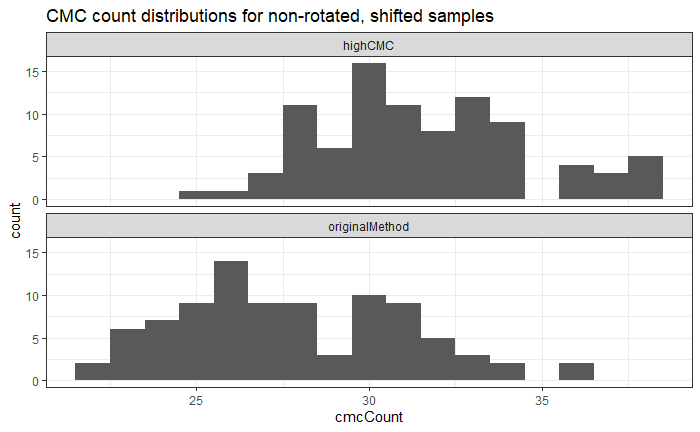 CMC count distributions for non-rotated, shifted samples
highCMC
15
10
5
0
originalMethod
15
10
5
0
count
25 30 35
cmcCount